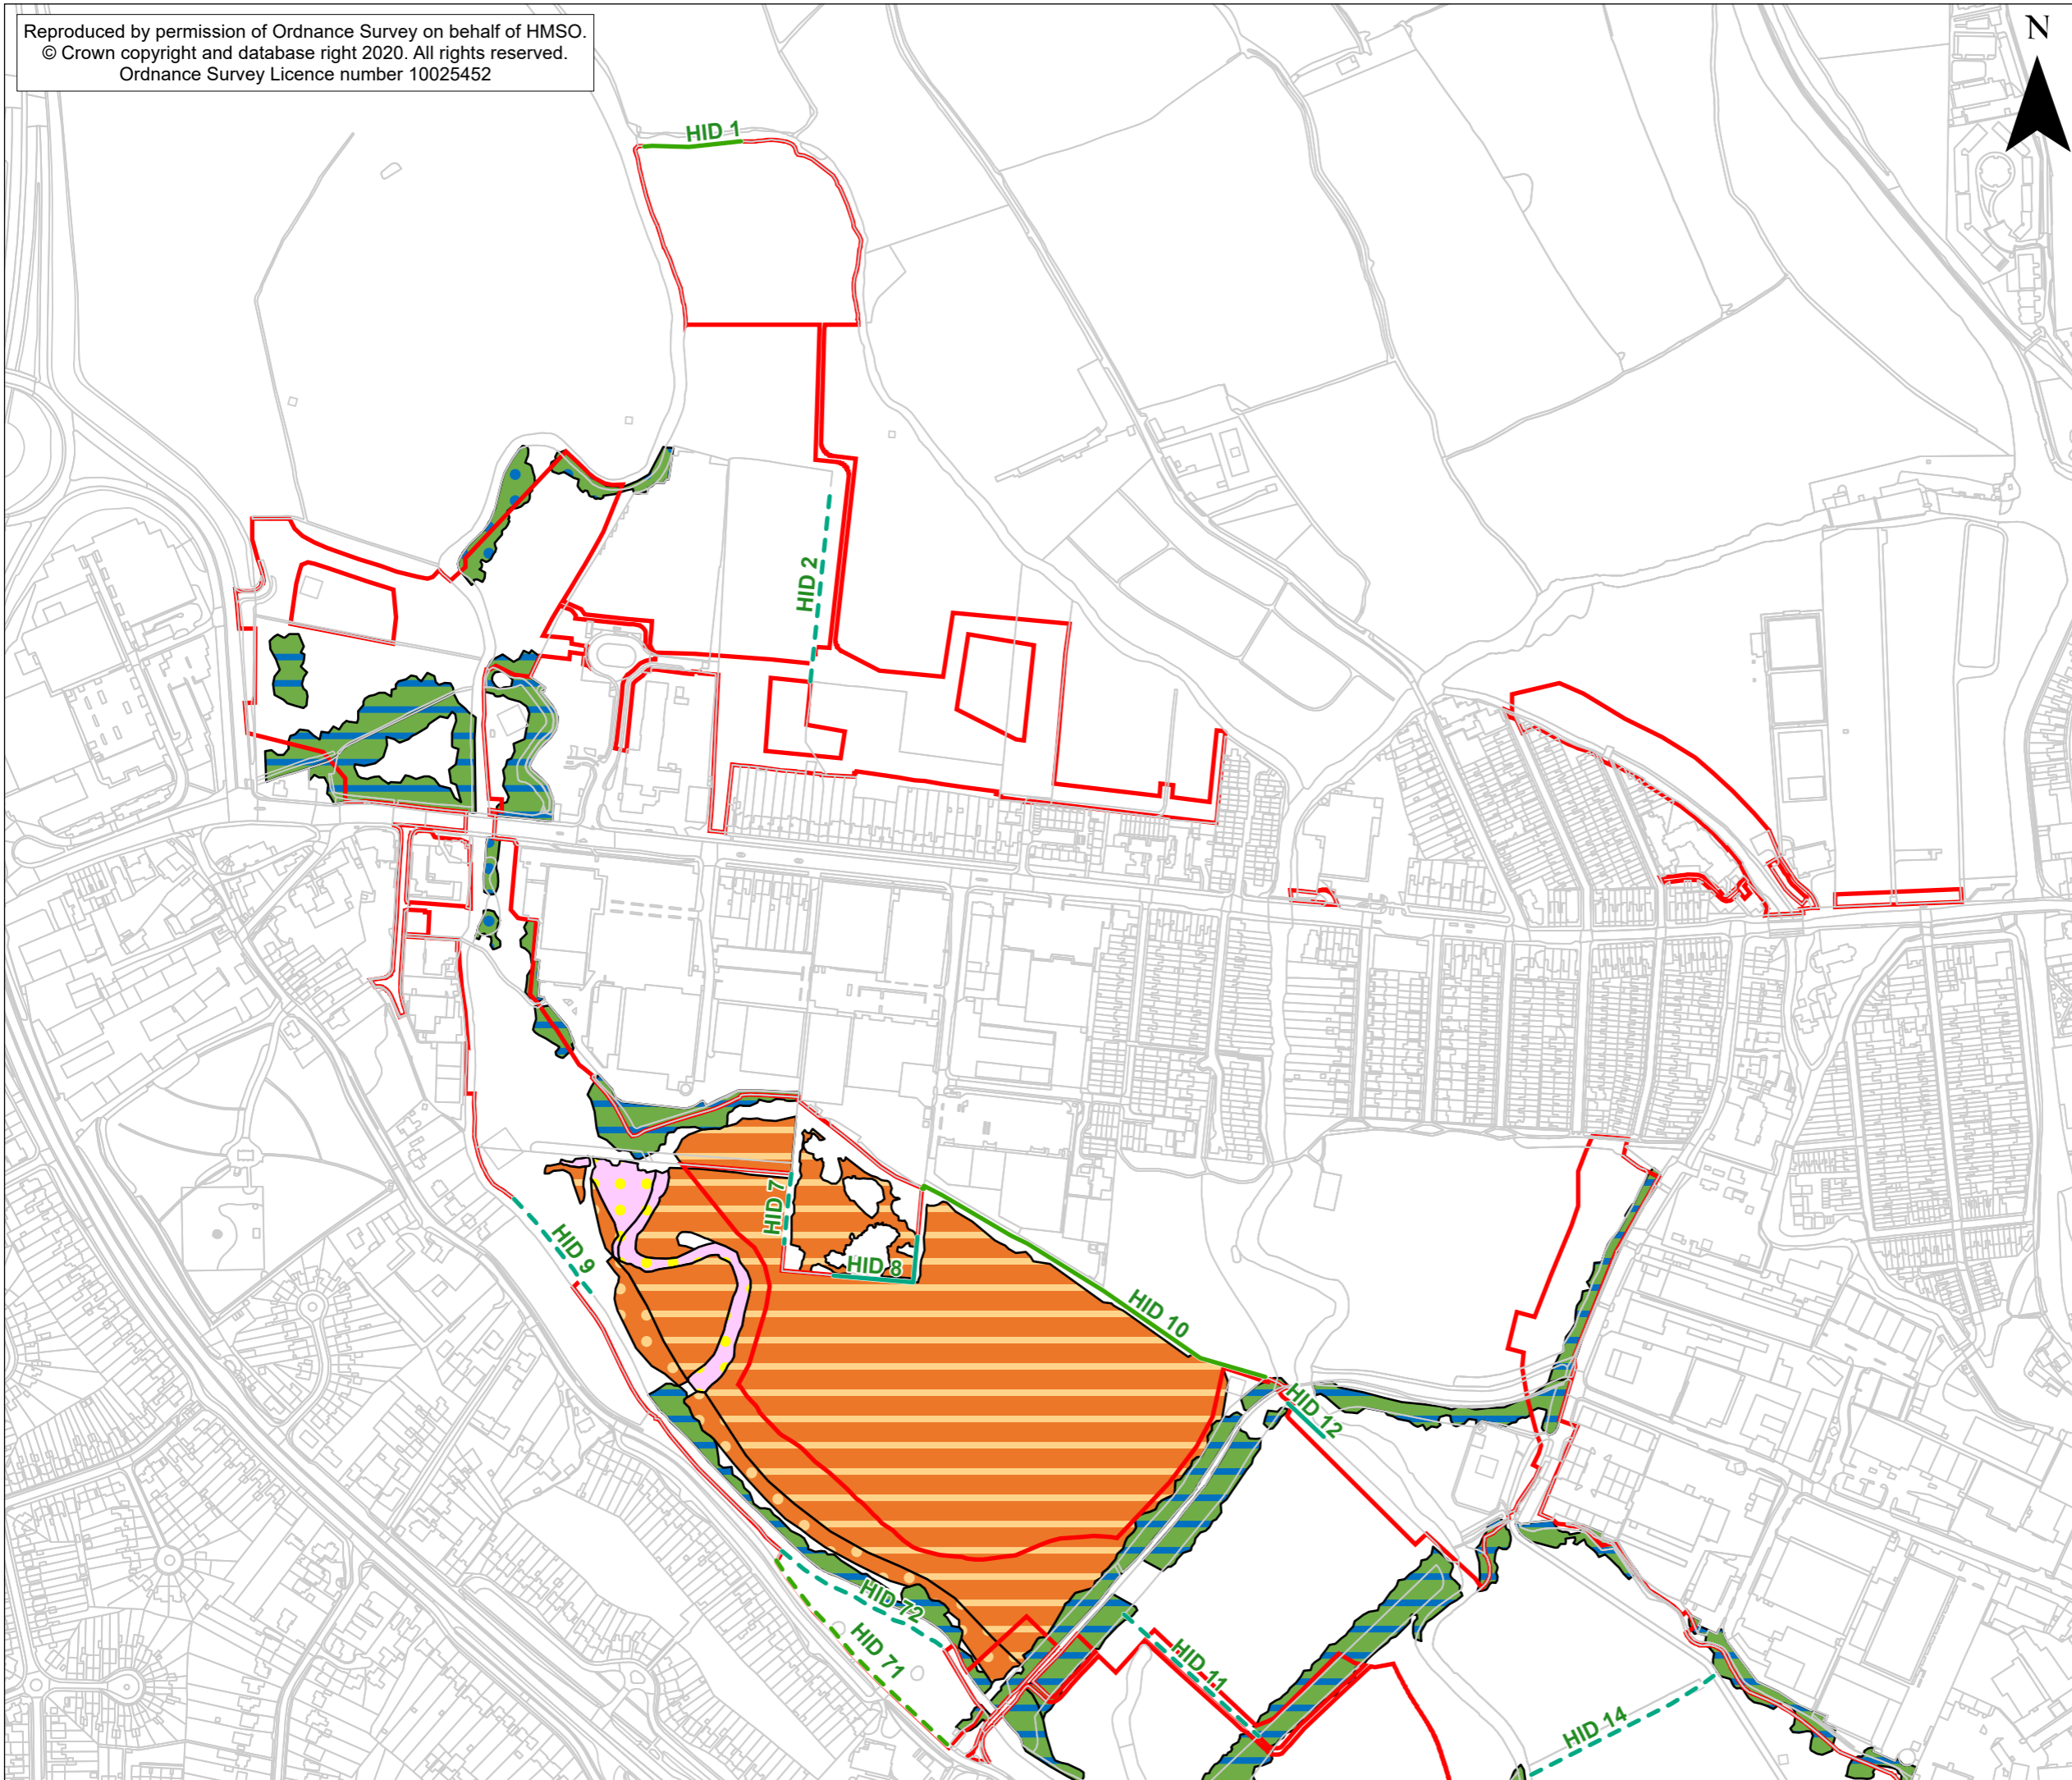 Reproduced by permission of Ordnance Survey on behalf of HMSO.
© Crown copyright and database right 2020. All rights reserved.
Ordnance Survey Licence number 10025452
N
HID 1
HID 2
HID 7
HID 9
HID 8
HID 10
HID 12
HID 72
HID 71
HID 11
HID 14